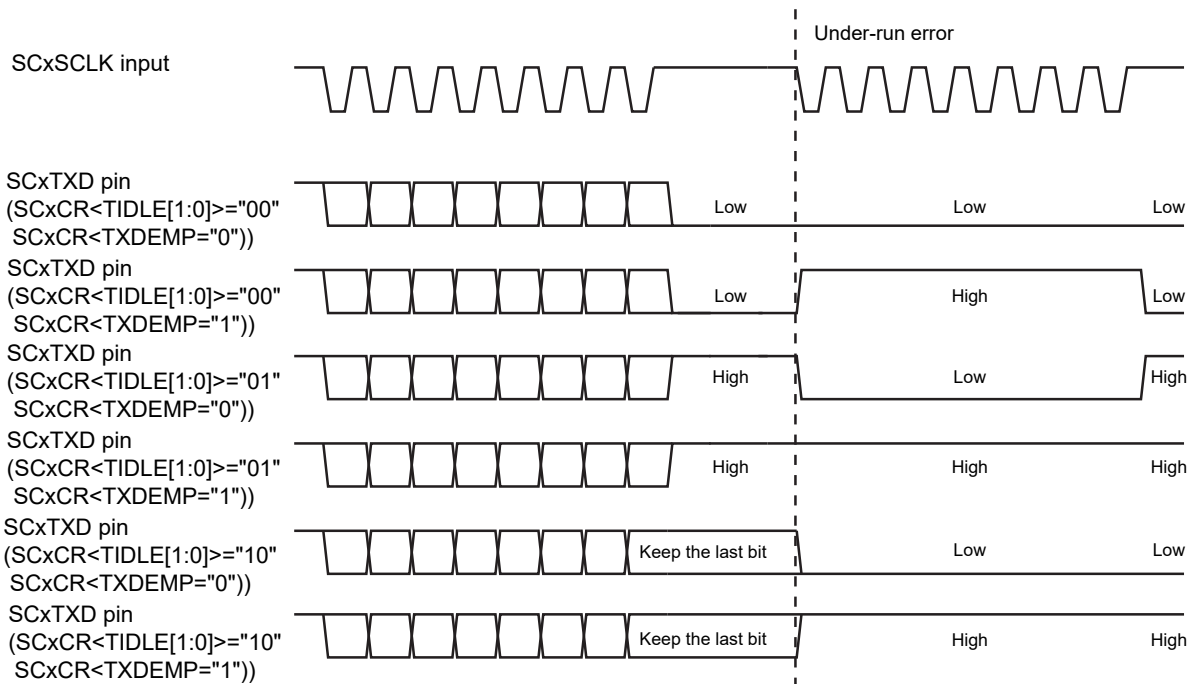 Under-run error
SCxSCLK input
SCxTXD pin
(SCxCR<TIDLE[1:0]>="00"
SCxCR<TXDEMP="0"))
Low
Low
Low
SCxTXD pin
(SCxCR<TIDLE[1:0]>="00"
SCxCR<TXDEMP="1"))
Low
High
Low
SCxTXD pin
(SCxCR<TIDLE[1:0]>="01"
SCxCR<TXDEMP="0"))
High
Low
High
SCxTXD pin
(SCxCR<TIDLE[1:0]>="01"
SCxCR<TXDEMP="1"))
High
High
High
SCxTXD pin
(SCxCR<TIDLE[1:0]>="10"
SCxCR<TXDEMP="0"))
Keep the last bit
Low
Low
SCxTXD pin
(SCxCR<TIDLE[1:0]>="10"
SCxCR<TXDEMP="1"))
Keep the last bit
High
High